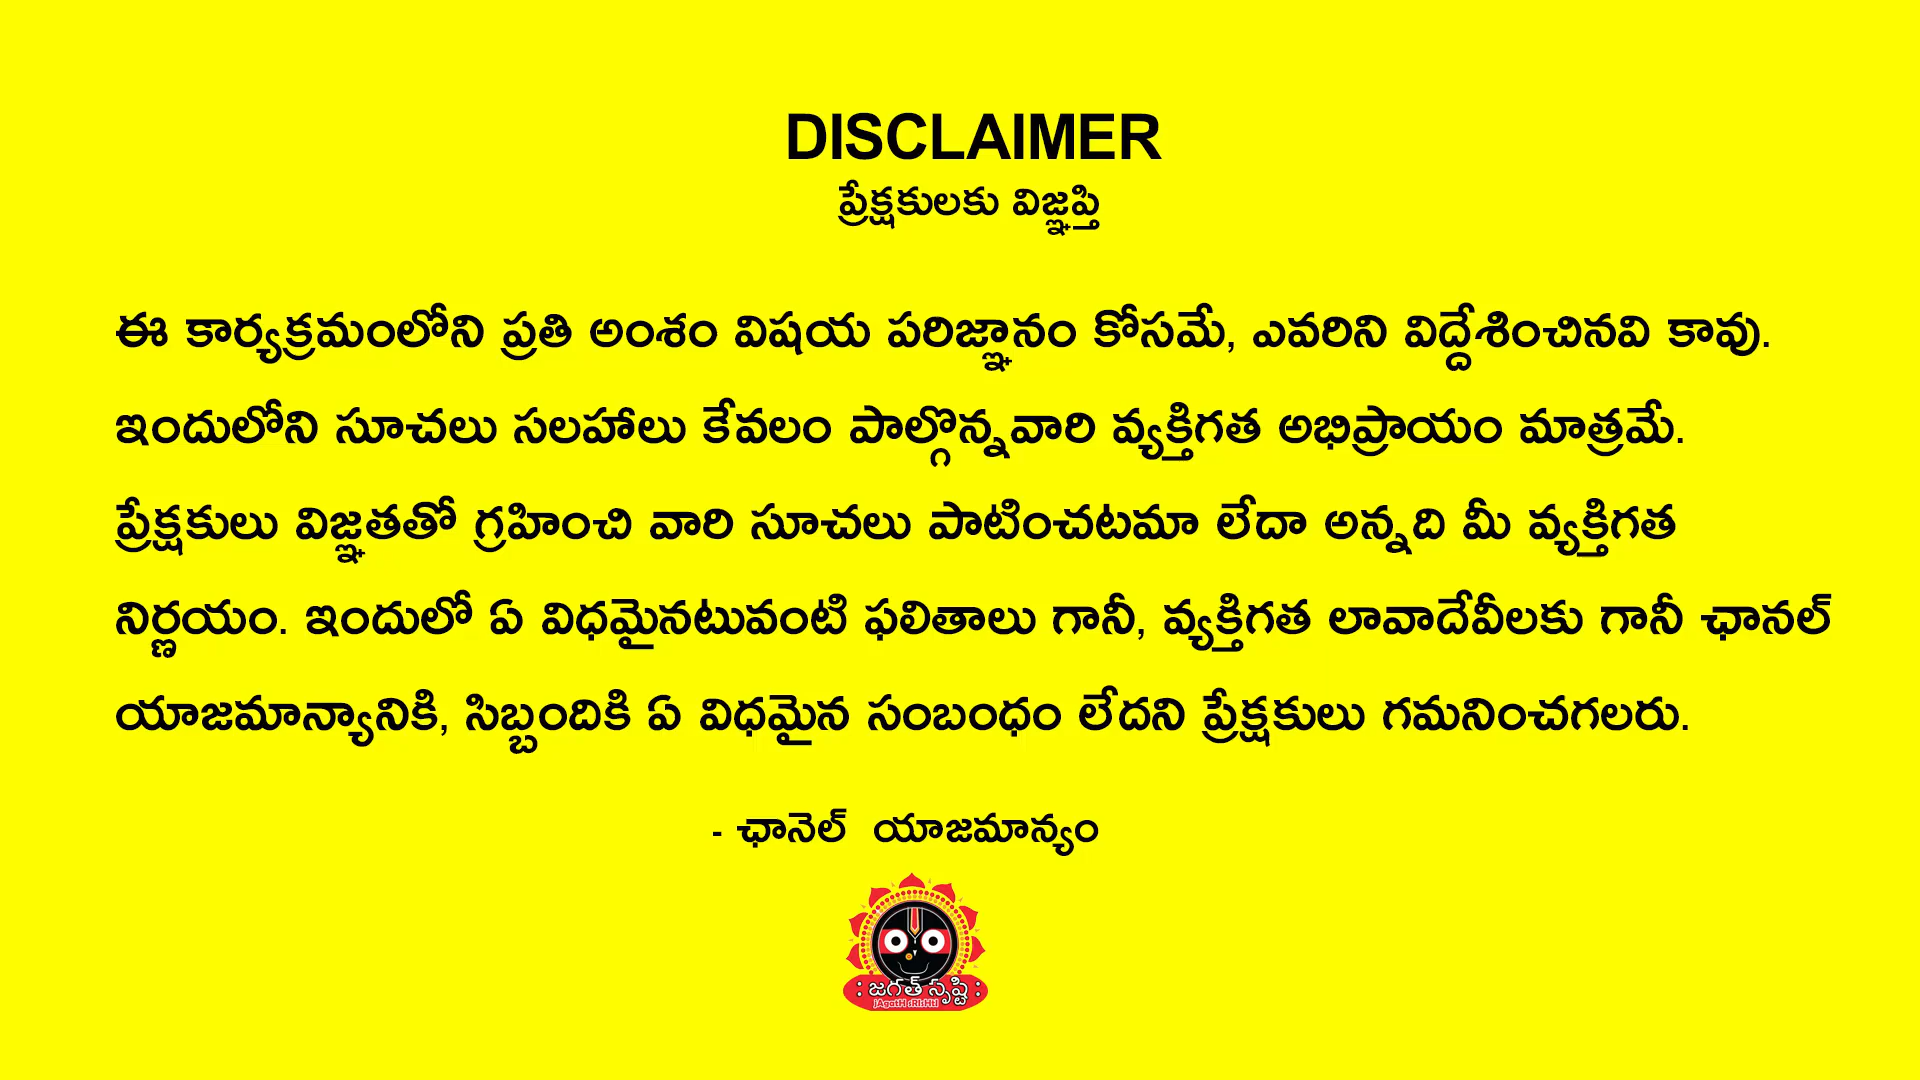 DISCLAIMER
ప్రేక్షకులకు విజ్ఞప్తి
ఈ కార్యక్రమంలోని ప్రతి అంశం విషయ పరిజ్ఞానం కోసమే, ఎవరిని విద్దేశించినవి కావు.
ఇందులోని సూచలు సలహాలు కేవలం పాల్గొన్నవారి వ్యక్తిగత అభిప్రాయం మాత్రమే.
ప్రేక్షకులు విజ్ఞతతో గ్రహించి వారి సూచలు పాటించటమా లేదా అన్నది మీ వ్యక్తిగత
నిర్ణయం. ఇందులో ఏ విధమైనటువంటి ఫలితాలు గానీ, వ్యక్తిగత లావాదేవీలకు గానీ ఛానల్
యాజమాన్యానికి, సిబ్బందికి ఏ విధమైన సంబంధం లేదని ప్రేక్షకులు గమనించగలరు.
- ఛానెల్ యాజమాన్యం
: జగత్ సృష్టి :
jAgatH sRIsHtI